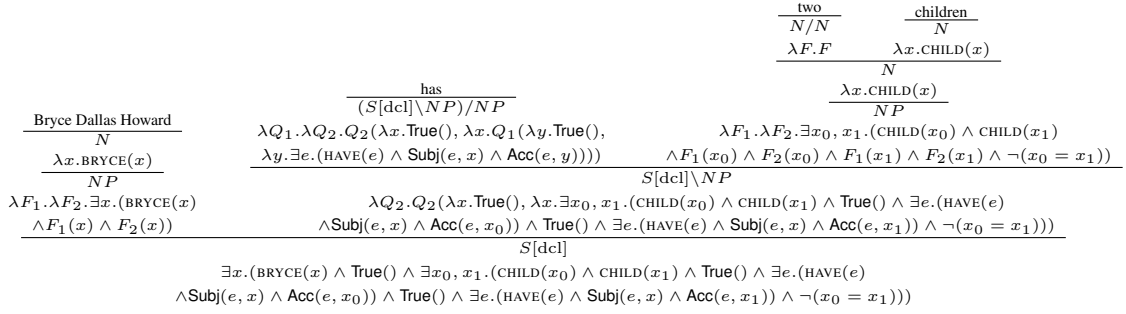 two children
N/N N
λF.F λx.CHILD(x)
N
has λx.CHILD(x)
(S[dcl]\NP)/NP NP
Bryce Dallas Howard
N λQ₁.λQ₂.Q₂(λx.True(), λx.Q₁(λy.True(), λF₁.λF₂.∃x₀, x₁.(CHILD(x₀) ∧ CHILD(x₁)
λx.BRYCE(x) λy.∃e.(HAVE(e) ∧ Subj(e, x) ∧ Acc(e, y)))) ∧F₁(x₀) ∧ F₂(x₀) ∧ F₁(x₁) ∧ F₂(x₁) ∧ ¬(x₀ = x₁))
NP S[dcl]\NP
λF₁.λF₂.∃x.(BRYCE(x) λQ₂.Q₂(λx.True(), λx.∃x₀, x₁.(CHILD(x₀) ∧ CHILD(x₁) ∧ True() ∧ ∃e.(HAVE(e)
∧F₁(x) ∧ F₂(x)) ∧Subj(e, x) ∧ Acc(e, x₀)) ∧ True() ∧ ∃e.(HAVE(e) ∧ Subj(e, x) ∧ Acc(e, x₁)) ∧ ¬(x₀ = x₁)))
S[dcl]
∃x.(BRYCE(x) ∧ True() ∧ ∃x₀, x₁.(CHILD(x₀) ∧ CHILD(x₁) ∧ True() ∧ ∃e.(HAVE(e)
∧Subj(e, x) ∧ Acc(e, x₀)) ∧ True() ∧ ∃e.(HAVE(e) ∧ Subj(e, x) ∧ Acc(e, x₁)) ∧ ¬(x₀ = x₁)))